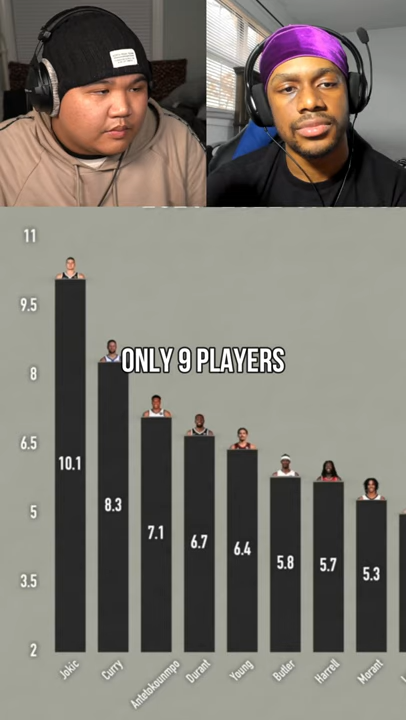 11
9.5
8
6.5
5
3.5
2
ONLY 9 PLAYERS
10.1
8.3
7.1
6.7
6.4
5.8
5.7
5.3
Jokic
Curry
Antetokounmpo
Durant
Young
Butler
Harrell
Morant